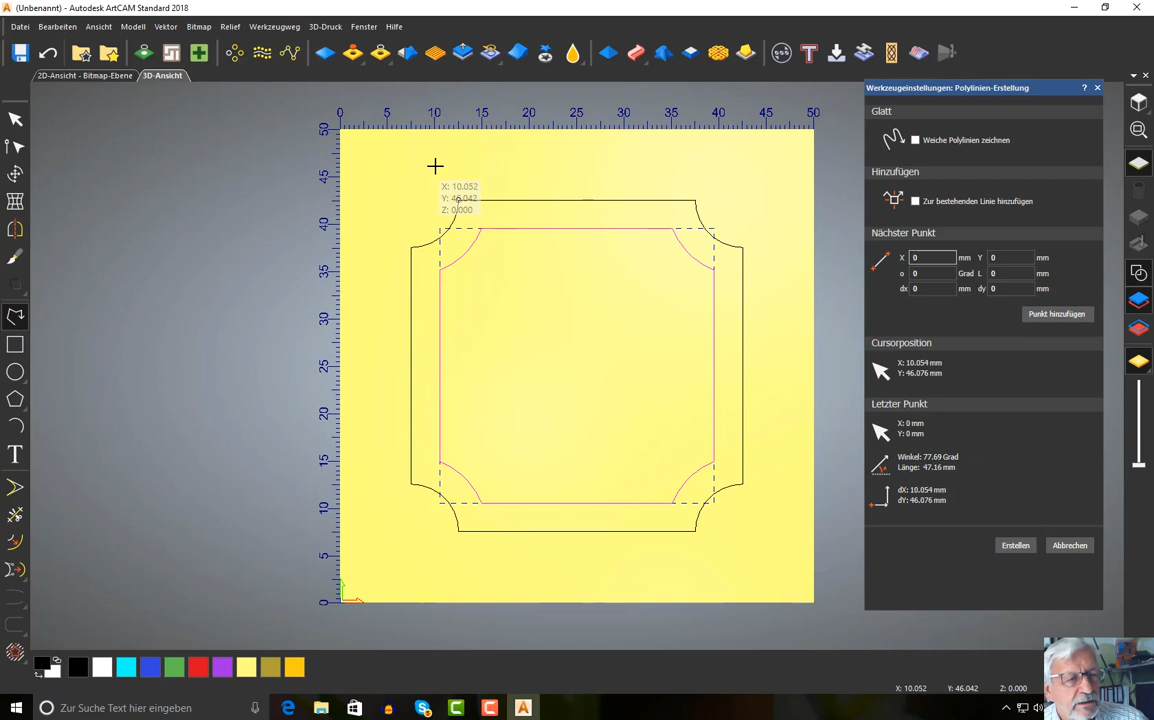 (Unbenannt) - Autodesk ArtCAM Standard 2018
Datei Bearbeiten Ansicht Modell Vektor Bitmap Relief Werkzeugweg 3D-Druck Fenster Hilfe
2D-Ansicht - Bitmap-Ebene 3D-Ansicht
Werkzeugeinstellungen: Polylinien-Erstellung ? ×
Glatt
Weiche Polylinien zeichnen
Hinzufügen
Zur bestehenden Linie hinzufügen
Nächster Punkt
X 0 mm Y 0 mm
o 0 Grad L 0 mm
dx 0 mm dy 0 mm
Punkt hinzufügen
Cursorposition
X: 10.054 mm
Y: 46.076 mm
Letzter Punkt
X: 0 mm
Y: 0 mm
Winkel: 77.69 Grad
Länge: 47.16 mm
dX: 10.054 mm
dY: 46.076 mm
Erstellen Abbrechen
0 5 10 15 20 25 30 35 40 45 50
50
45
40
35
30
25
20
15
10
5
0
X: 10.052
Y: 46.042
Z: 0.000
X: 10.052 Y: 46.042 Z: 0.000
Zur Suche Text hier eingeben